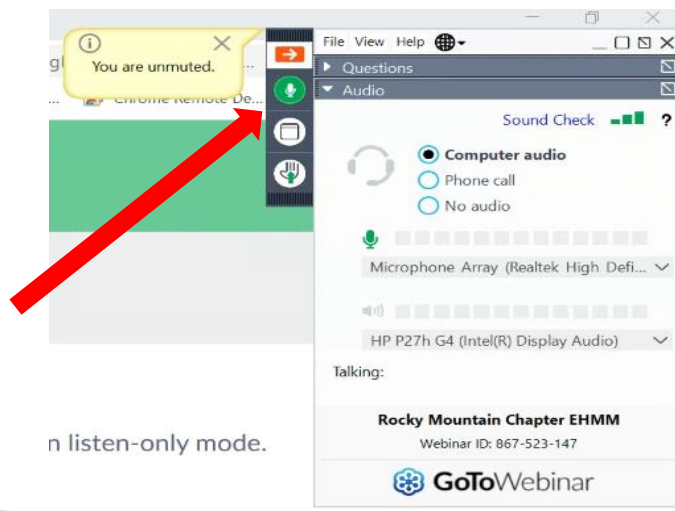 You are unmuted.
Chrome Remote De...
n listen-only mode.
File View Help
Questions
Audio
Sound Check ?
Computer audio
Phone call
No audio
Microphone Array (Realtek High Defi...
HP P27h G4 (Intel(R) Display Audio)
Talking:
Rocky Mountain Chapter EHMM
Webinar ID: 867-523-147
GoToWebinar